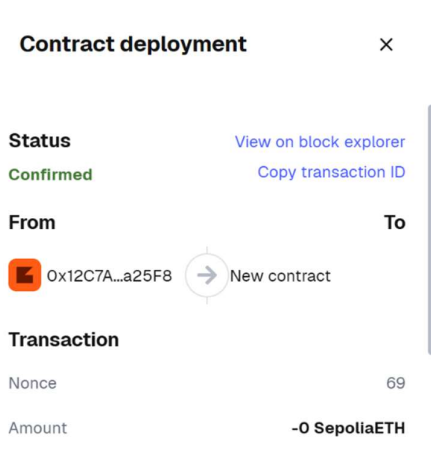 Contract deployment
Status
View on block explorer
Confirmed
Copy transaction ID
From
To
0x12C7A...a25F8
New contract
Transaction
Nonce
69
Amount
-0 SepoliaETH